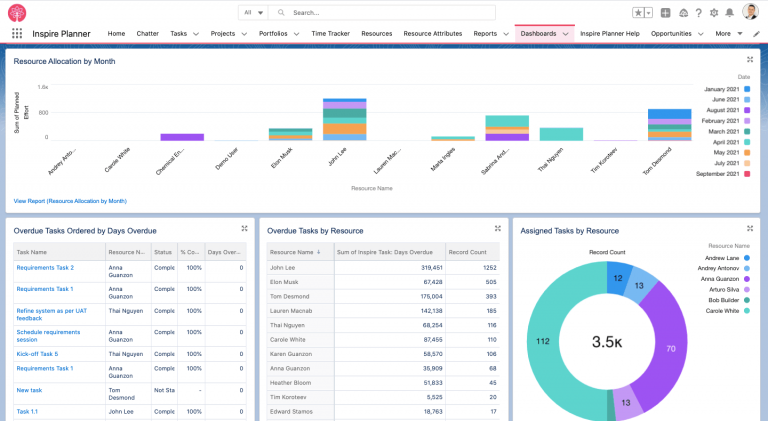 All
Search...
Inspire Planner
Home
Chatter
Tasks
Projects
Portfolios
Time Tracker
Resources
Resource Attributes
Reports
Dashboards
Inspire Planner Help
Opportunities
More
Resource Allocation by Month
Sum of Planned
Effort
1.6k
800
0
Andrey Anto...
Carole White
Chemical En...
Demo User
Elon Musk
John Lee
Lauren Mac...
Maria Ingles
Sabrina And...
Thai Nguyen
Tim Koroteev
Tom Desmond
Resource Name
Date
January 2021
June 2021
August 2021
February 2021
March 2021
April 2021
May 2021
July 2021
September 2021
View Report (Resource Allocation by Month)
Overdue Tasks Ordered by Days Overdue
Task Name Resource N... Status % Co... Days Over...
Requirements Task 2 Anna Guanzon Comple 100% 0
Requirements Task 1 Anna Guanzon Comple 100% 0
Refine system as per UAT feedback Thai Nguyen Comple 100% 0
Schedule requirements session Anna Guanzon Comple 100% 0
Kick-off Task 5 Thai Nguyen Comple 100% 0
Requirements Task 1 Anna Guanzon Comple 100% 0
New task Tom Desmond Not Sta - 0
Task 1.1 John Lee Comple 100% 0
Overdue Tasks by Resource
Resource Name ↓ Sum of Inspire Task: Days Overdue Record Count
John Lee 319,451 1252
Elon Musk 67,428 505
Tom Desmond 175,004 393
Lauren Macnab 142,138 185
Thai Nguyen 68,254 116
Carole White 87,455 110
Karen Guanzon 58,570 106
Anna Guanzon 35,909 68
Heather Bloom 51,833 45
Tim Koroteev 5,525 20
Edward Stamos 18,763 17
Assigned Tasks by Resource
Record Count
12
13
70
13
112
3.5K
Resource Name
Andrew Lane
Andrey Antonov
Anna Guanzon
Arturo Silva
Bob Builder
Carole White